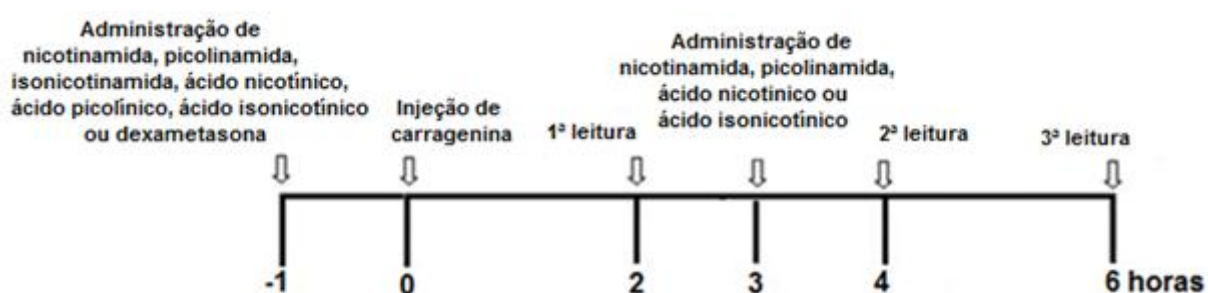 Administração de
nicotinamida, picolinamida,
isonicotinamida, ácido nicotínico,
ácido picolínico, ácido isonicotínico
ou dexametasona
Injeção de
carragenina
1ª leitura
Administração de
nicotinamida, picolinamida,
ácido nicotinico ou
ácido isonicotínico
2ª leitura
3ª leitura
-1 0 2 3 4 6 horas